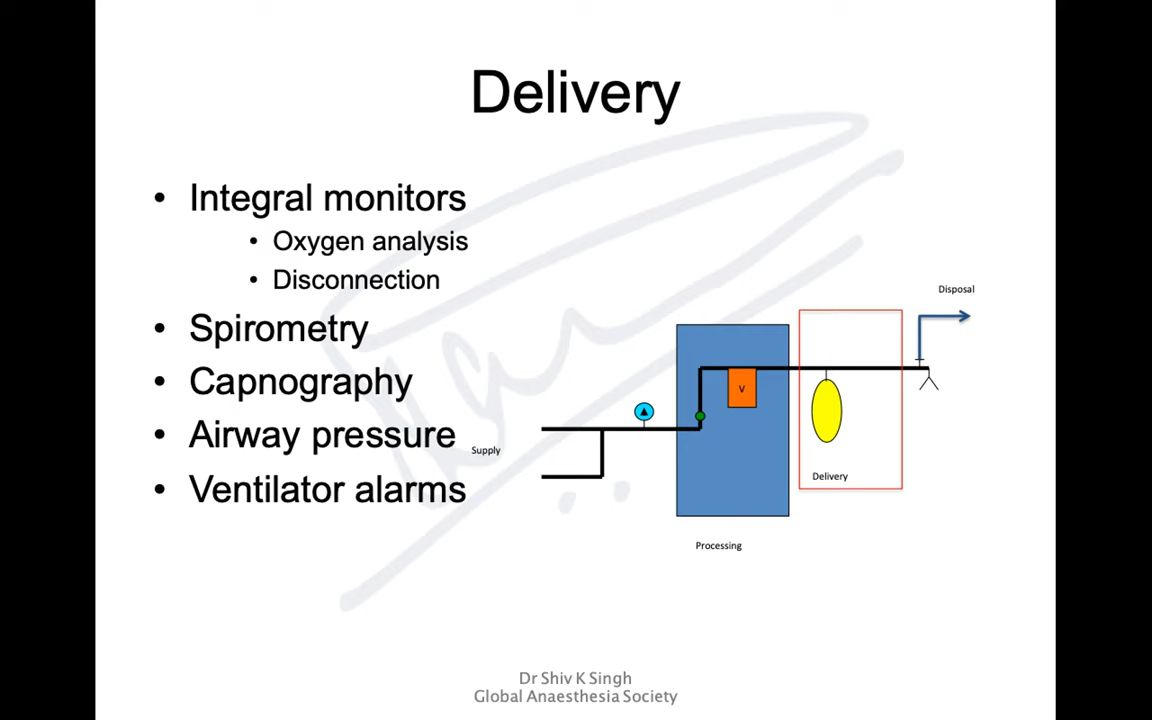 Delivery
• Integral monitors
• Oxygen analysis
• Disconnection
• Spirometry
• Capnography
• Airway pressure
• Ventilator alarms
Disposal
V
Supply
Delivery
Processing
Dr Shiv K Singh
Global Anaesthesia Society